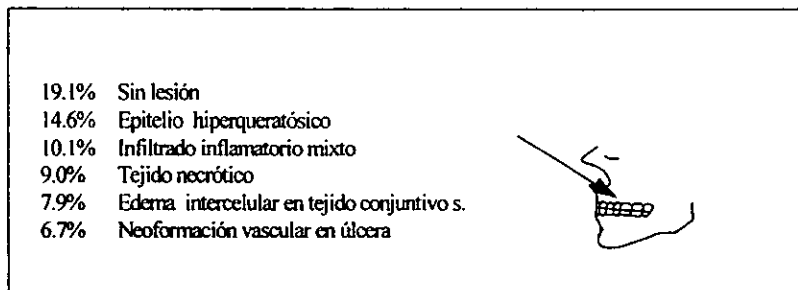 19.1% Sin lesión
14.6% Epitelio hiperqueratósico
10.1% Infiltrado inflamatorio mixto
9.0% Tejido necrótico
7.9% Edema intercelular en tejido conjuntivo s.
6.7% Neoformación vascular en úlcera